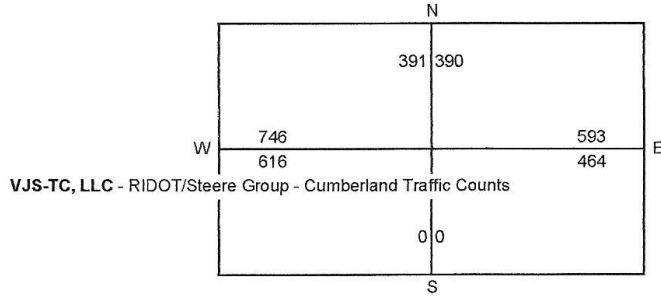 N
391 390
746 593
W E
616 464
VJS-TC, LLC - RIDOT/Steere Group - Cumberland Traffic Counts
0 0
S